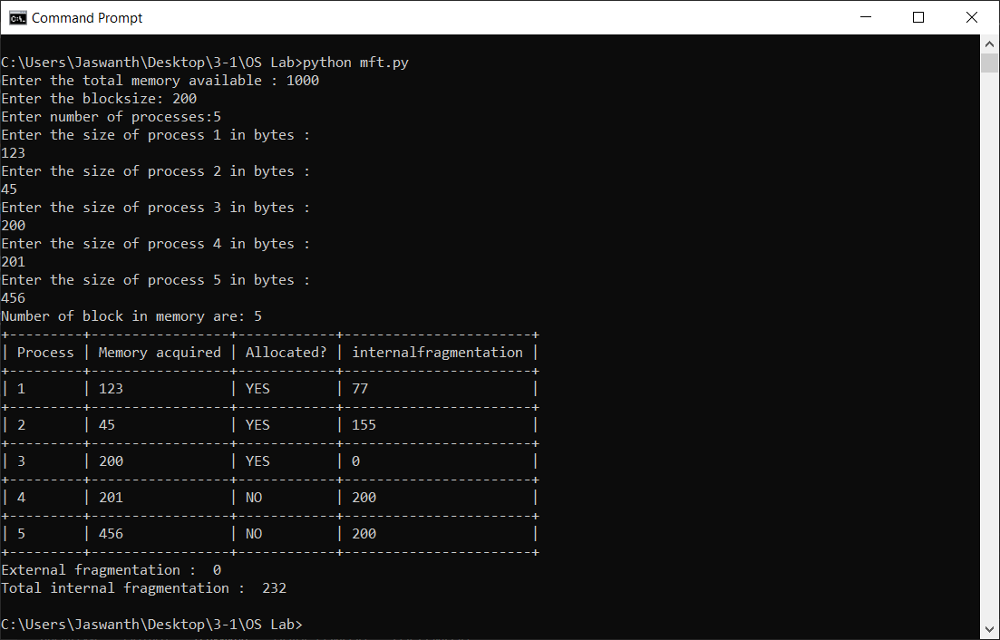 Command Prompt
C:\Users\Jaswanth\Desktop\3-1\OS Lab>python mft.py
Enter the total memory available : 1000
Enter the blocksize: 200
Enter number of processes:5
Enter the size of process 1 in bytes :
123
Enter the size of process 2 in bytes :
45
Enter the size of process 3 in bytes :
200
Enter the size of process 4 in bytes :
201
Enter the size of process 5 in bytes :
456
Number of block in memory are: 5
+---------+-----------------+------------+-----------------------+
| Process | Memory acquired | Allocated? | internalfragmentation |
+---------+-----------------+------------+-----------------------+
| 1       | 123             | YES        | 77                    |
+---------+-----------------+------------+-----------------------+
| 2       | 45              | YES        | 155                   |
+---------+-----------------+------------+-----------------------+
| 3       | 200             | YES        | 0                     |
+---------+-----------------+------------+-----------------------+
| 4       | 201             | NO         | 200                   |
+---------+-----------------+------------+-----------------------+
| 5       | 456             | NO         | 200                   |
+---------+-----------------+------------+-----------------------+
External fragmentation :  0
Total internal fragmentation :  232
C:\Users\Jaswanth\Desktop\3-1\OS Lab>